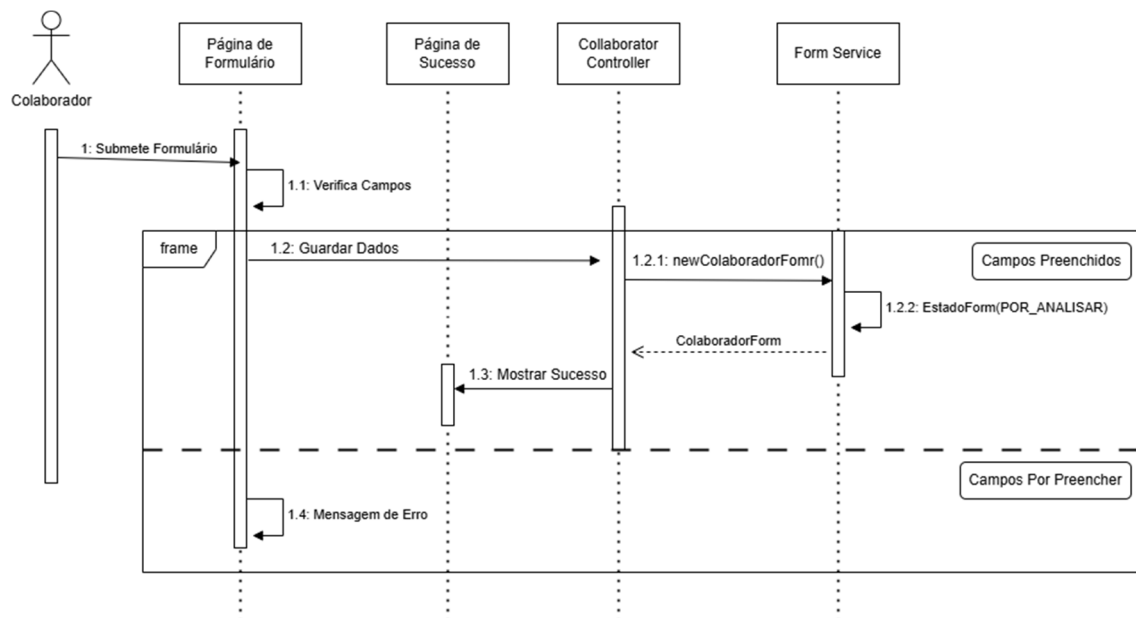 Colaborador
Página de
Formulário
Página de
Sucesso
Collaborator
Controller
Form Service
1: Submete Formulário
1.1: Verifica Campos
frame
1.2: Guardar Dados
1.2.1: newColaboradorFomr()
Campos Preenchidos
1.2.2: EstadoForm(POR_ANALISAR)
ColaboradorForm
1.3: Mostrar Sucesso
Campos Por Preencher
1.4: Mensagem de Erro